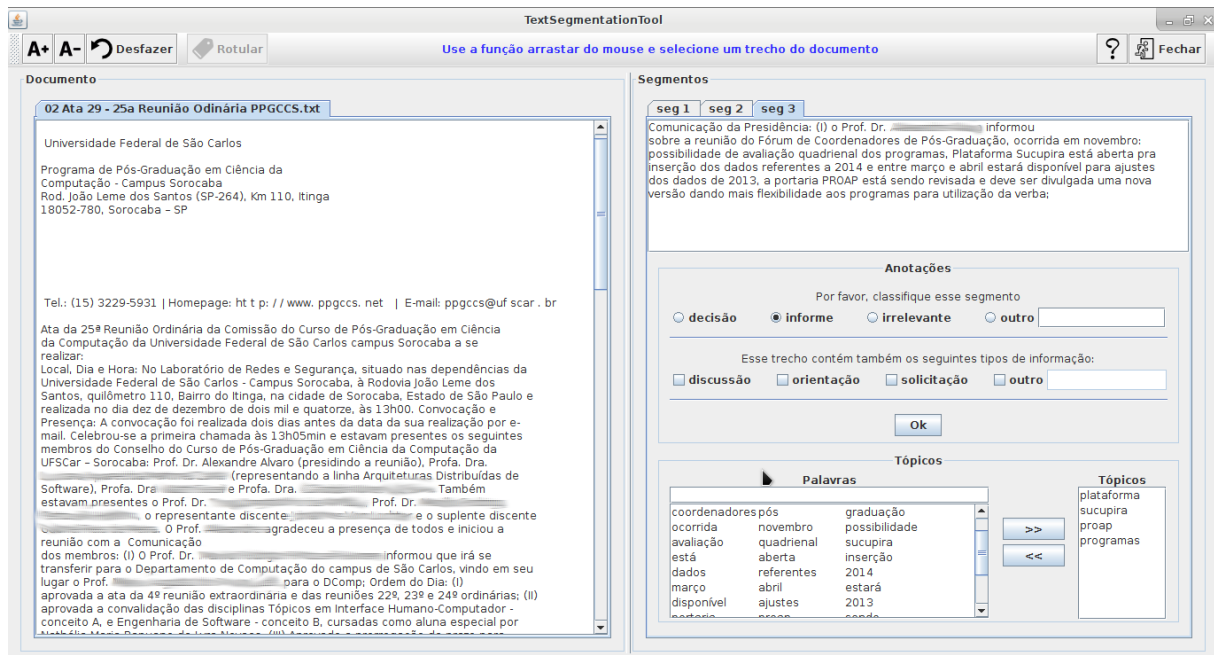 TextSegmentationTool
A+ A- Desfazer Rotular Use a função arrastar do mouse e selecione um trecho do documento ? Fechar
Documento
02 Ata 29 - 25a Reunião Odinária PPGCCS.txt
Universidade Federal de São Carlos
Programa de Pós-Graduação em Ciência da
Computação - Campus Sorocaba
Rod. João Leme dos Santos (SP-264), Km 110, Itinga
18052-780, Sorocaba – SP
Tel.: (15) 3229-5931 | Homepage: ht t p: / / www. ppgccs. net | E-mail: ppgccs@uf scar . br
Ata da 25ª Reunião Ordinária da Comissão do Curso de Pós-Graduação em Ciência
da Computação da Universidade Federal de São Carlos campus Sorocaba a se
realizar:
Local, Dia e Hora: No Laboratório de Redes e Segurança, situado nas dependências da
Universidade Federal de São Carlos - Campus Sorocaba, à Rodovia João Leme dos
Santos, quilômetro 110, Bairro do Itinga, na cidade de Sorocaba, Estado de São Paulo e
realizada no dia dez de dezembro de dois mil e quatorze, às 13h00. Convocação e
Presença: A convocação foi realizada dois dias antes da data da sua realização por e-
mail. Celebrou-se a primeira chamada às 13h05min e estavam presentes os seguintes
membros do Conselho do Curso de Pós-Graduação em Ciência da Computação da
UFSCar – Sorocaba: Prof. Dr. Alexandre Alvaro (presidindo a reunião), Profa. Dra.
(representando a linha Arquiteturas Distribuídas de
Software), Profa. Dra e Profa. Dra. Também
estavam presentes o Prof. Dr. Prof. Dr.
, o representante discente e o suplente discente
. O Prof. agradeceu a presença de todos e iniciou a
reunião com a Comunicação
dos membros: (I) O Prof. Dr. informou que irá se
transferir para o Departamento de Computação do campus de São Carlos, vindo em seu
lugar o Prof. para o DComp; Ordem do Dia: (I)
aprovada a ata da 4º reunião extraordinária e das reuniões 22º, 23º e 24º ordinárias; (II)
aprovada a convalidação das disciplinas Tópicos em Interface Humano-Computador -
conceito A, e Engenharia de Software - conceito B, cursadas como aluna especial por
Segmentos
seg 1 seg 2 seg 3
Comunicação da Presidência: (I) o Prof. Dr. informou
sobre a reunião do Fórum de Coordenadores de Pós-Graduação, ocorrida em novembro:
possibilidade de avaliação quadrienal dos programas, Plataforma Sucupira está aberta pra
inserção dos dados referentes a 2014 e entre março e abril estará disponível para ajustes
dos dados de 2013, a portaria PROAP está sendo revisada e deve ser divulgada uma nova
versão dando mais flexibilidade aos programas para utilização da verba;
Anotações
Por favor, classifique esse segmento
decisão informe irrelevante outro
Esse trecho contém também os seguintes tipos de informação:
discussão orientação solicitação outro
Ok
Tópicos
Palavras
coordenadores pós graduação
ocorrida novembro possibilidade
avaliação quadrienal sucupira
está aberta inserção
dados referentes 2014
março abril estará
disponível ajustes 2013
>>
<<
Tópicos
plataforma
sucupira
proap
programas